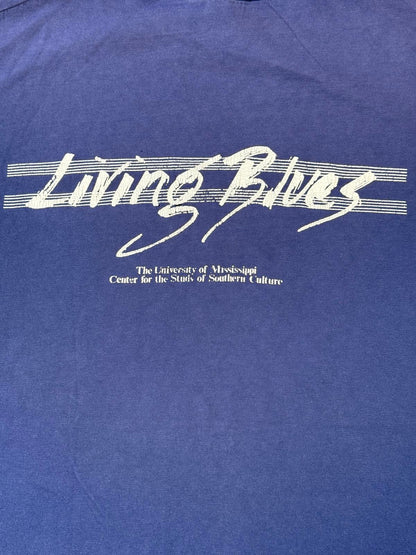 Living Blues
The University of Mississippi
Center for the Study of Southern Culture